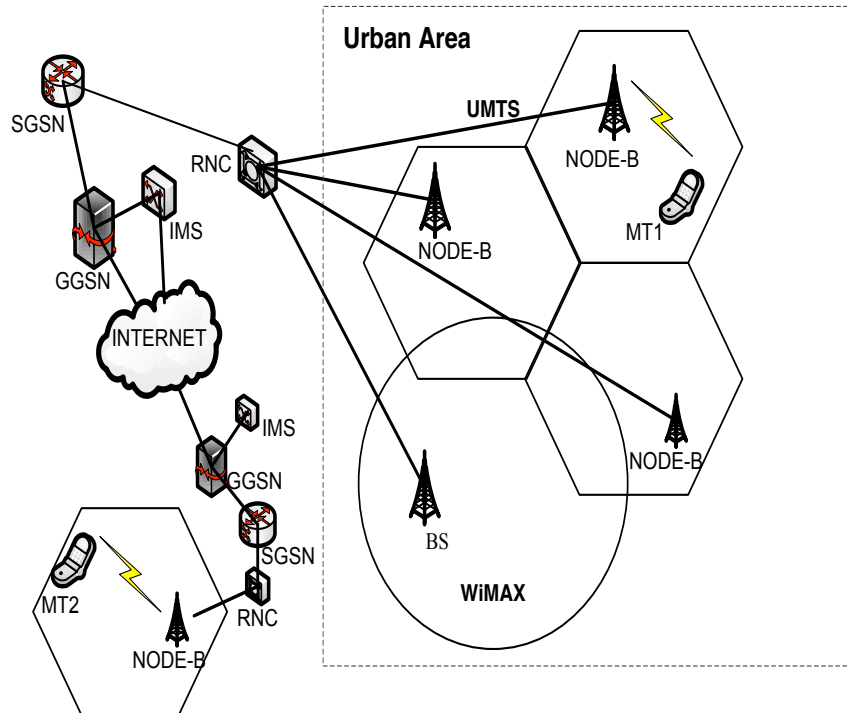 Urban Area
SGSN
UMTS
RNC
NODE-B
IMS
MT1
NODE-B
GGSN
INTERNET
IMS
NODE-B
GGSN
BS
SGSN
WiMAX
MT2
RNC
NODE-B